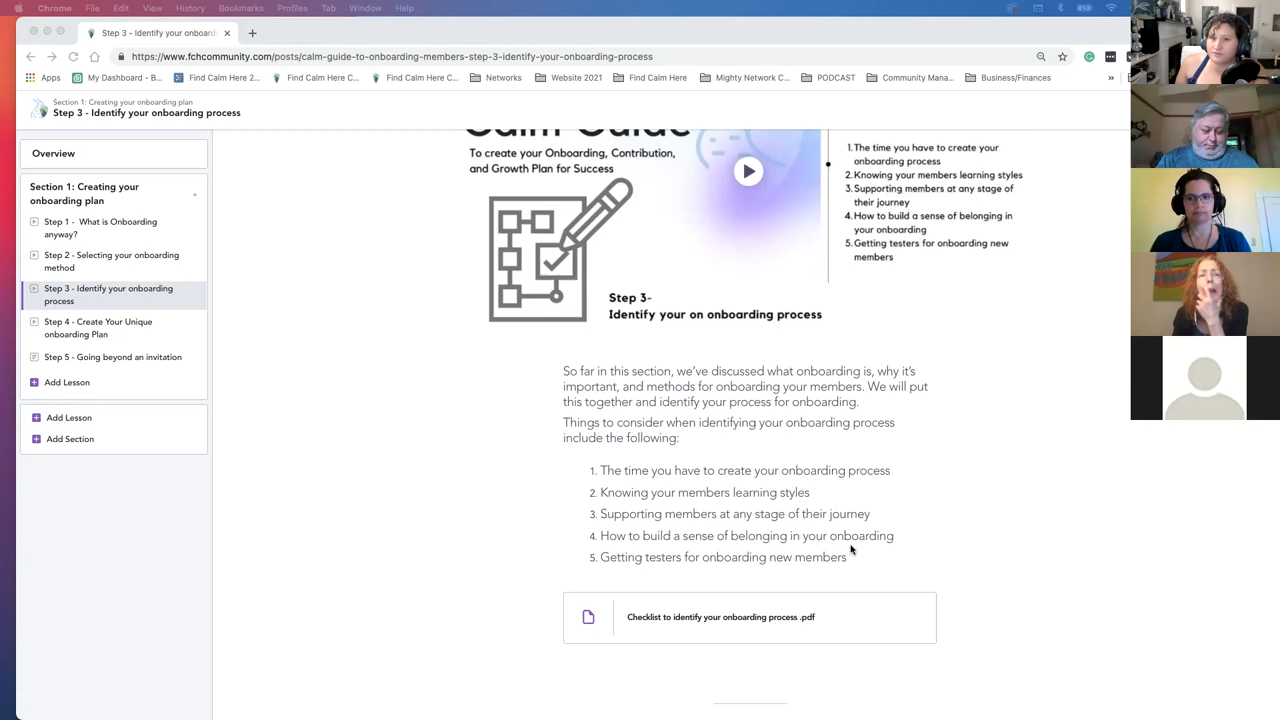 Chrome File Edit View History Bookmarks Profiles Tab Window Help
Step 3 - Identify your onboard
https://www.fchcommunity.com/posts/calm-guide-to-onboarding-members-step-3-identify-your-onboarding-process
Apps My Dashboard - B... Find Calm Here 2... Find Calm Here C... Find Calm Here C... Networks Website 2021 Find Calm Here Mighty Network C... PODCAST Community Mana... Business/Finances »
Section 1: Creating your onboarding plan
Step 3 - Identify your onboarding process
Overview
Section 1: Creating your
onboarding plan
Step 1 - What is Onboarding
anyway?
Step 2 - Selecting your onboarding
method
Step 3 - Identify your onboarding
process
Step 4 - Create Your Unique
onboarding Plan
Step 5 - Going beyond an invitation
Add Lesson
Add Lesson
Add Section
Calm Guide
To create your Onboarding, Contribution,
and Growth Plan for Success
1.The time you have to create your
onboarding process
2.Knowing your members learning styles
3.Supporting members at any stage of
their journey
4.How to build a sense of belonging in
your onboarding
5.Getting testers for onboarding new
members
Step 3-
Identify your on onboarding process
So far in this section, we've discussed what onboarding is, why it's
important, and methods for onboarding your members. We will put
this together and identify your process for onboarding.
Things to consider when identifying your onboarding process
include the following:
1. The time you have to create your onboarding process
2. Knowing your members learning styles
3. Supporting members at any stage of their journey
4. How to build a sense of belonging in your onboarding
5. Getting testers for onboarding new members
Checklist to identify your onboarding process .pdf